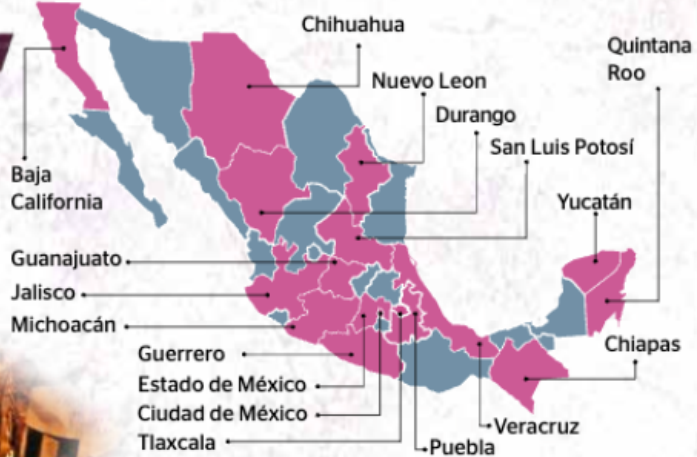 Chihuahua
Quintana
Roo
Nuevo Leon
Durango
San Luis Potosí
Baja
California
Yucatán
Guanajuato
Jalisco
Michoacán
Guerrero
Chiapas
Estado de México
Ciudad de México
Veracruz
Tlaxcala
Puebla